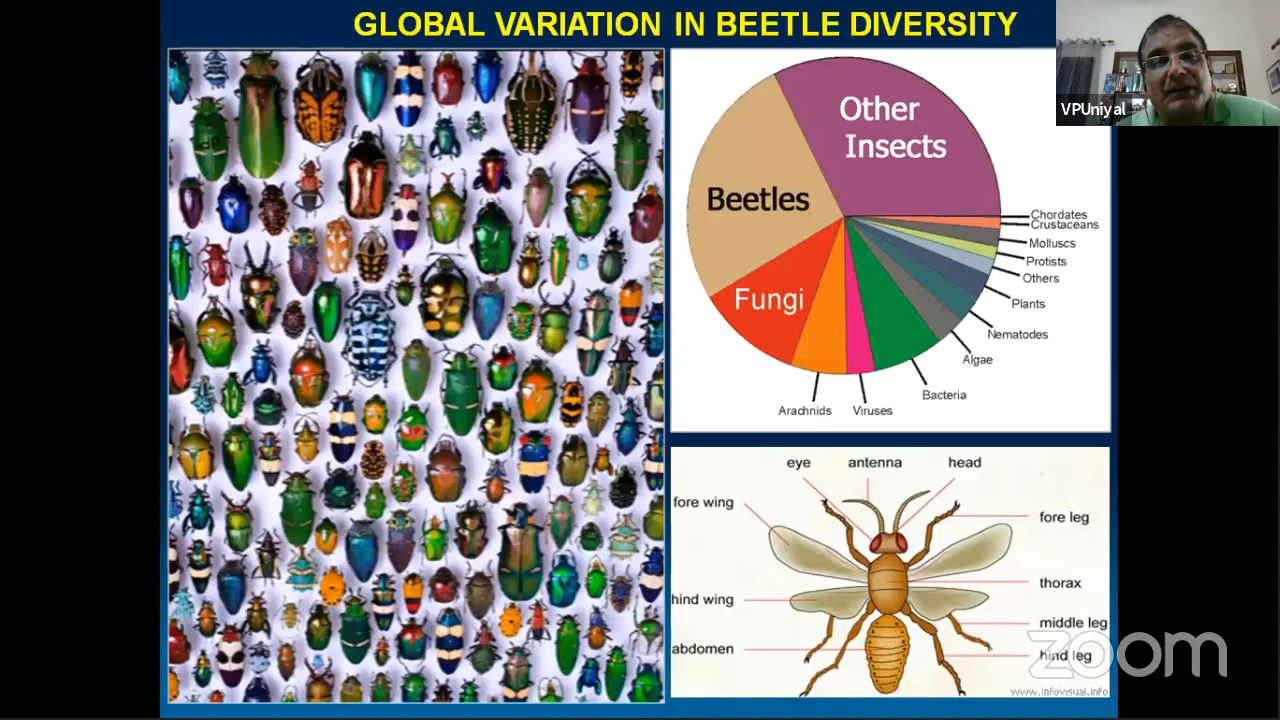 GLOBAL VARIATION IN BEETLE DIVERSITY
VPUniyal
Other
Insects
Beetles
Fungi
Chordates
Crustaceans
Molluscs
Protists
Others
Plants
Nematodes
Algae
Bacteria
Viruses
Arachnids
eye
antenna
head
fore wing
fore leg
thorax
hind wing
middle leg
abdomen
hind leg
zoom
www.infovisual.info